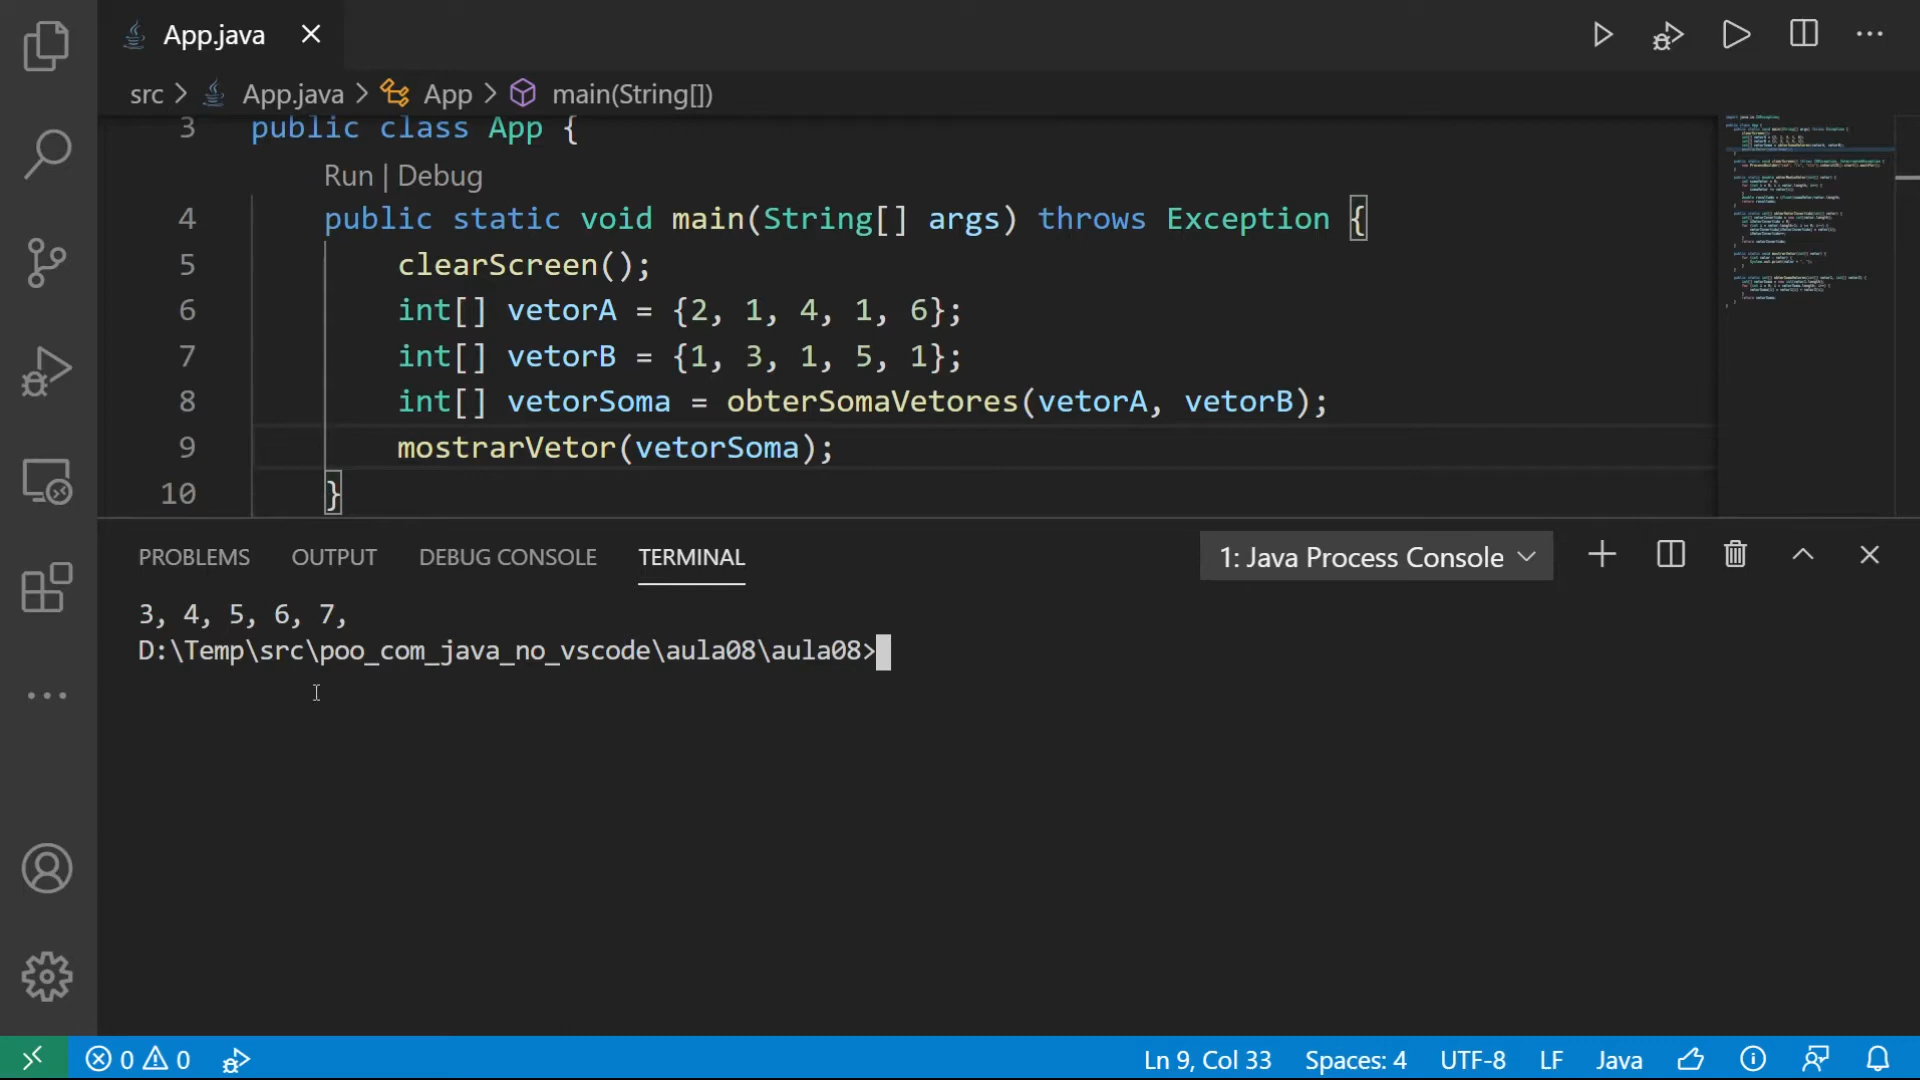 App.java
src > App.java > App > main(String[])
3 public class App {
Run | Debug
4 public static void main(String[] args) throws Exception {
5 clearScreen();
6 int[] vetorA = {2, 1, 4, 1, 6};
7 int[] vetorB = {1, 3, 1, 5, 1};
8 int[] vetorSoma = obterSomaVetores(vetorA, vetorB);
9 mostrarVetor(vetorSoma);
10 }
PROBLEMS OUTPUT DEBUG CONSOLE TERMINAL 1: Java Process Console
3, 4, 5, 6, 7,
D:\Temp\src\poo_com_java_no_vscode\aula08\aula08>
0 0 Ln 9, Col 33 Spaces: 4 UTF-8 LF Java